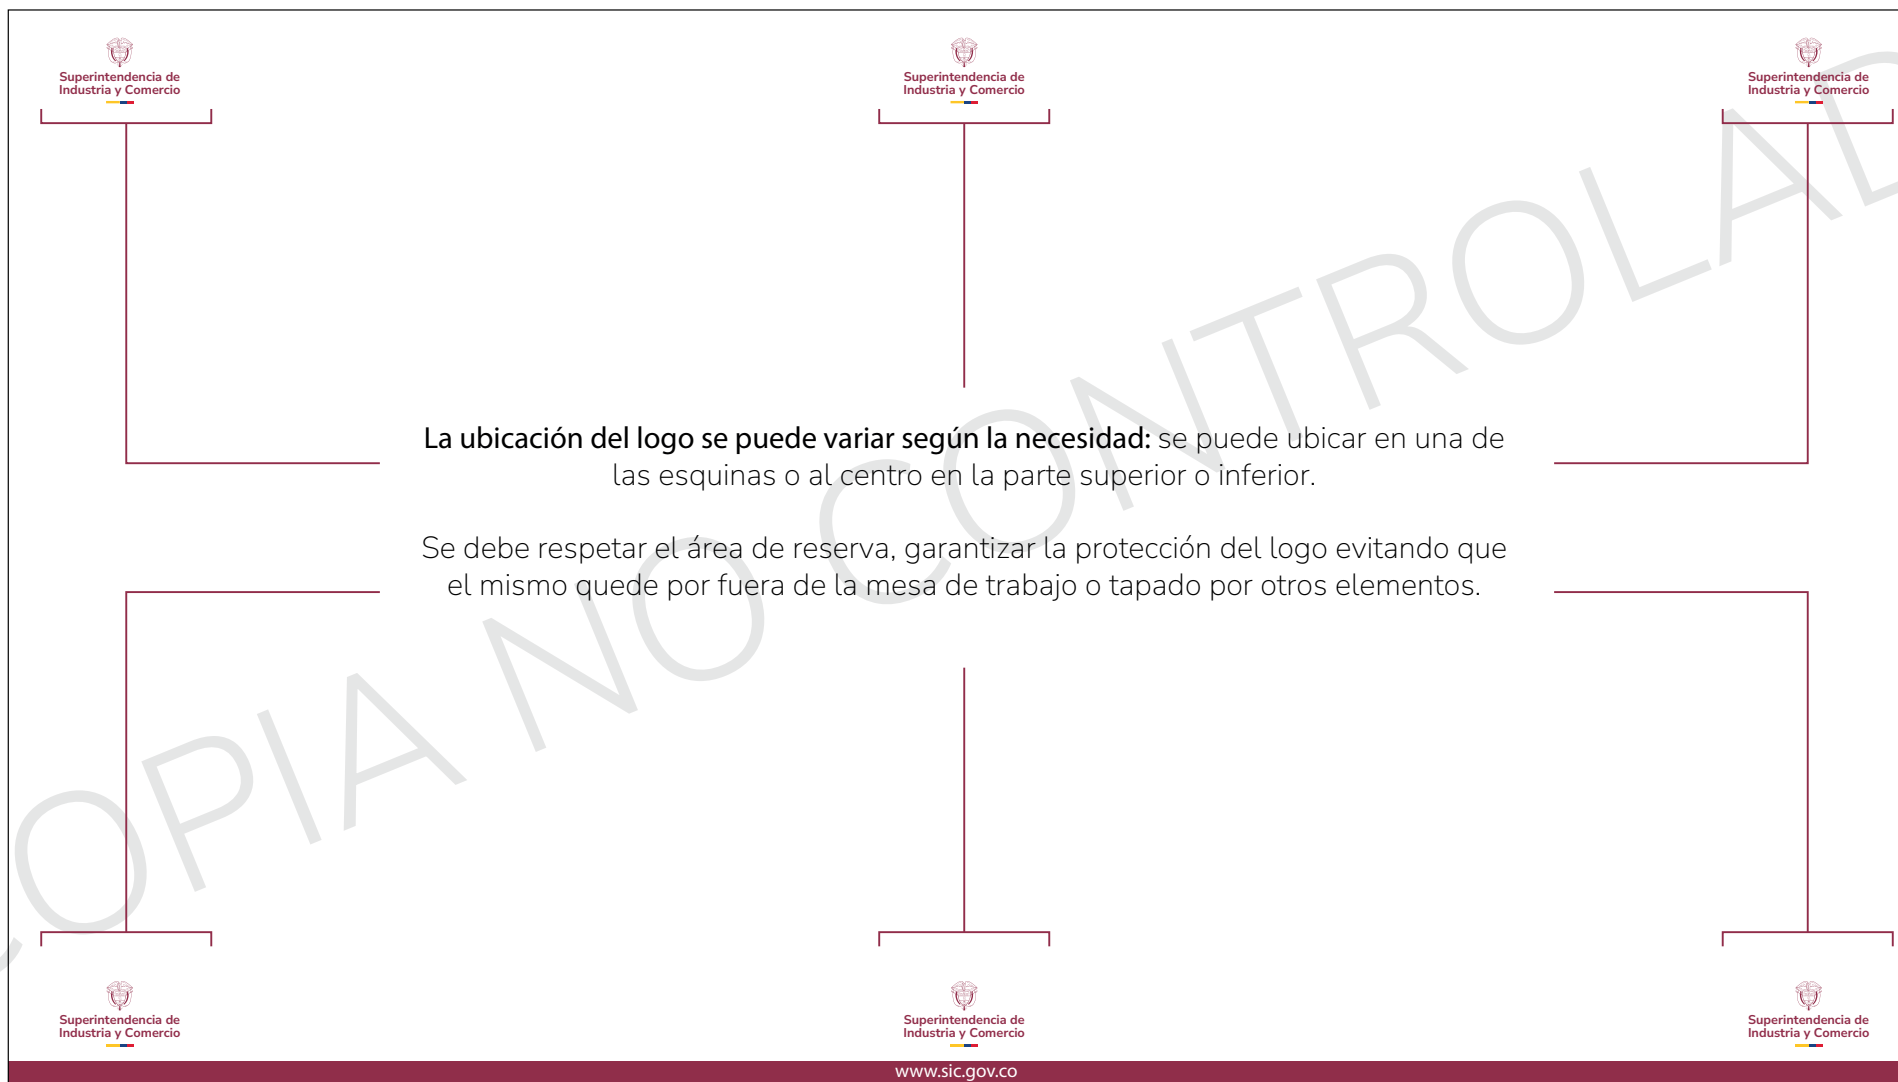 Superintendencia de
Industria y Comercio
Superintendencia de
Industria y Comercio
Superintendencia de
Industria y Comercio
La ubicación del logo se puede variar según la necesidad: se puede ubicar en una de
las esquinas o al centro en la parte superior o inferior.
Se debe respetar el área de reserva, garantizar la protección del logo evitando que
el mismo quede por fuera de la mesa de trabajo o tapado por otros elementos.
COPIA NO CONTROLAD
Superintendencia de
Industria y Comercio
Superintendencia de
Industria y Comercio
Superintendencia de
Industria y Comercio
www.sic.gov.co